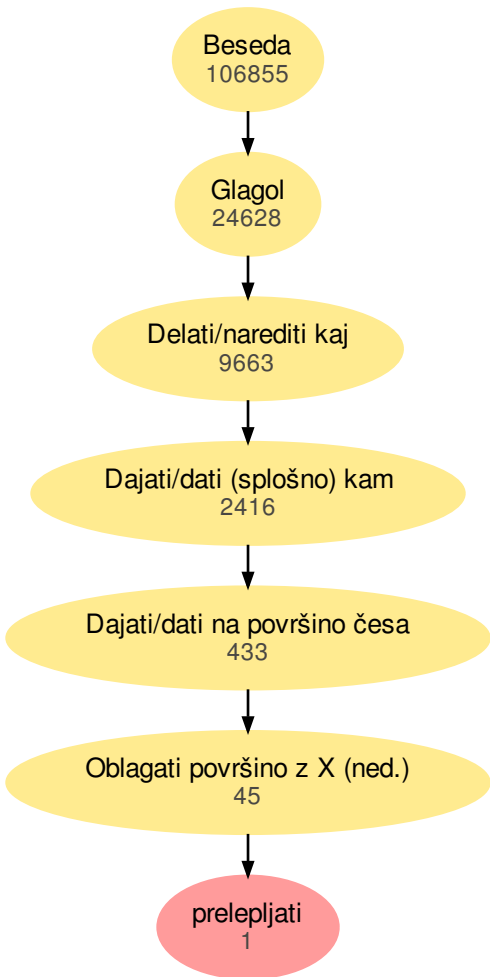 Beseda
106855
Glagol
24628
Delati/narediti kaj
9663
Dajati/dati (splošno) kam
2416
Dajati/dati na površino česa
433
Oblagati površino z X (ned.)
45
prelepljati
1